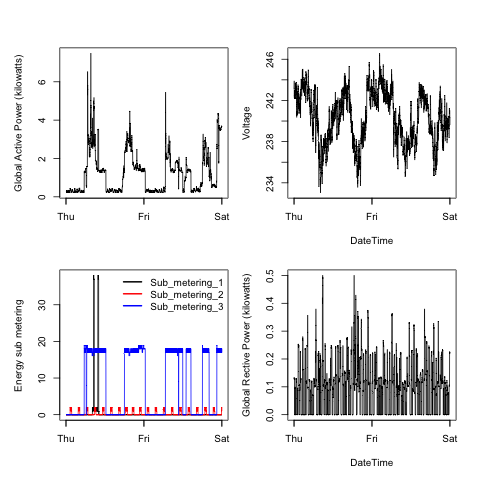 Global Active Power (kilowatts)
0 2 4 6
Thu Fri Sat
Voltage
234 238 242 246
Thu Fri Sat
DateTime
Energy sub metering
0 10 20 30
Sub_metering_1
Sub_metering_2
Sub_metering_3
Thu Fri Sat
Global Rective Power (kilowatts)
0.0 0.1 0.2 0.3 0.4 0.5
Thu Fri Sat
DateTime